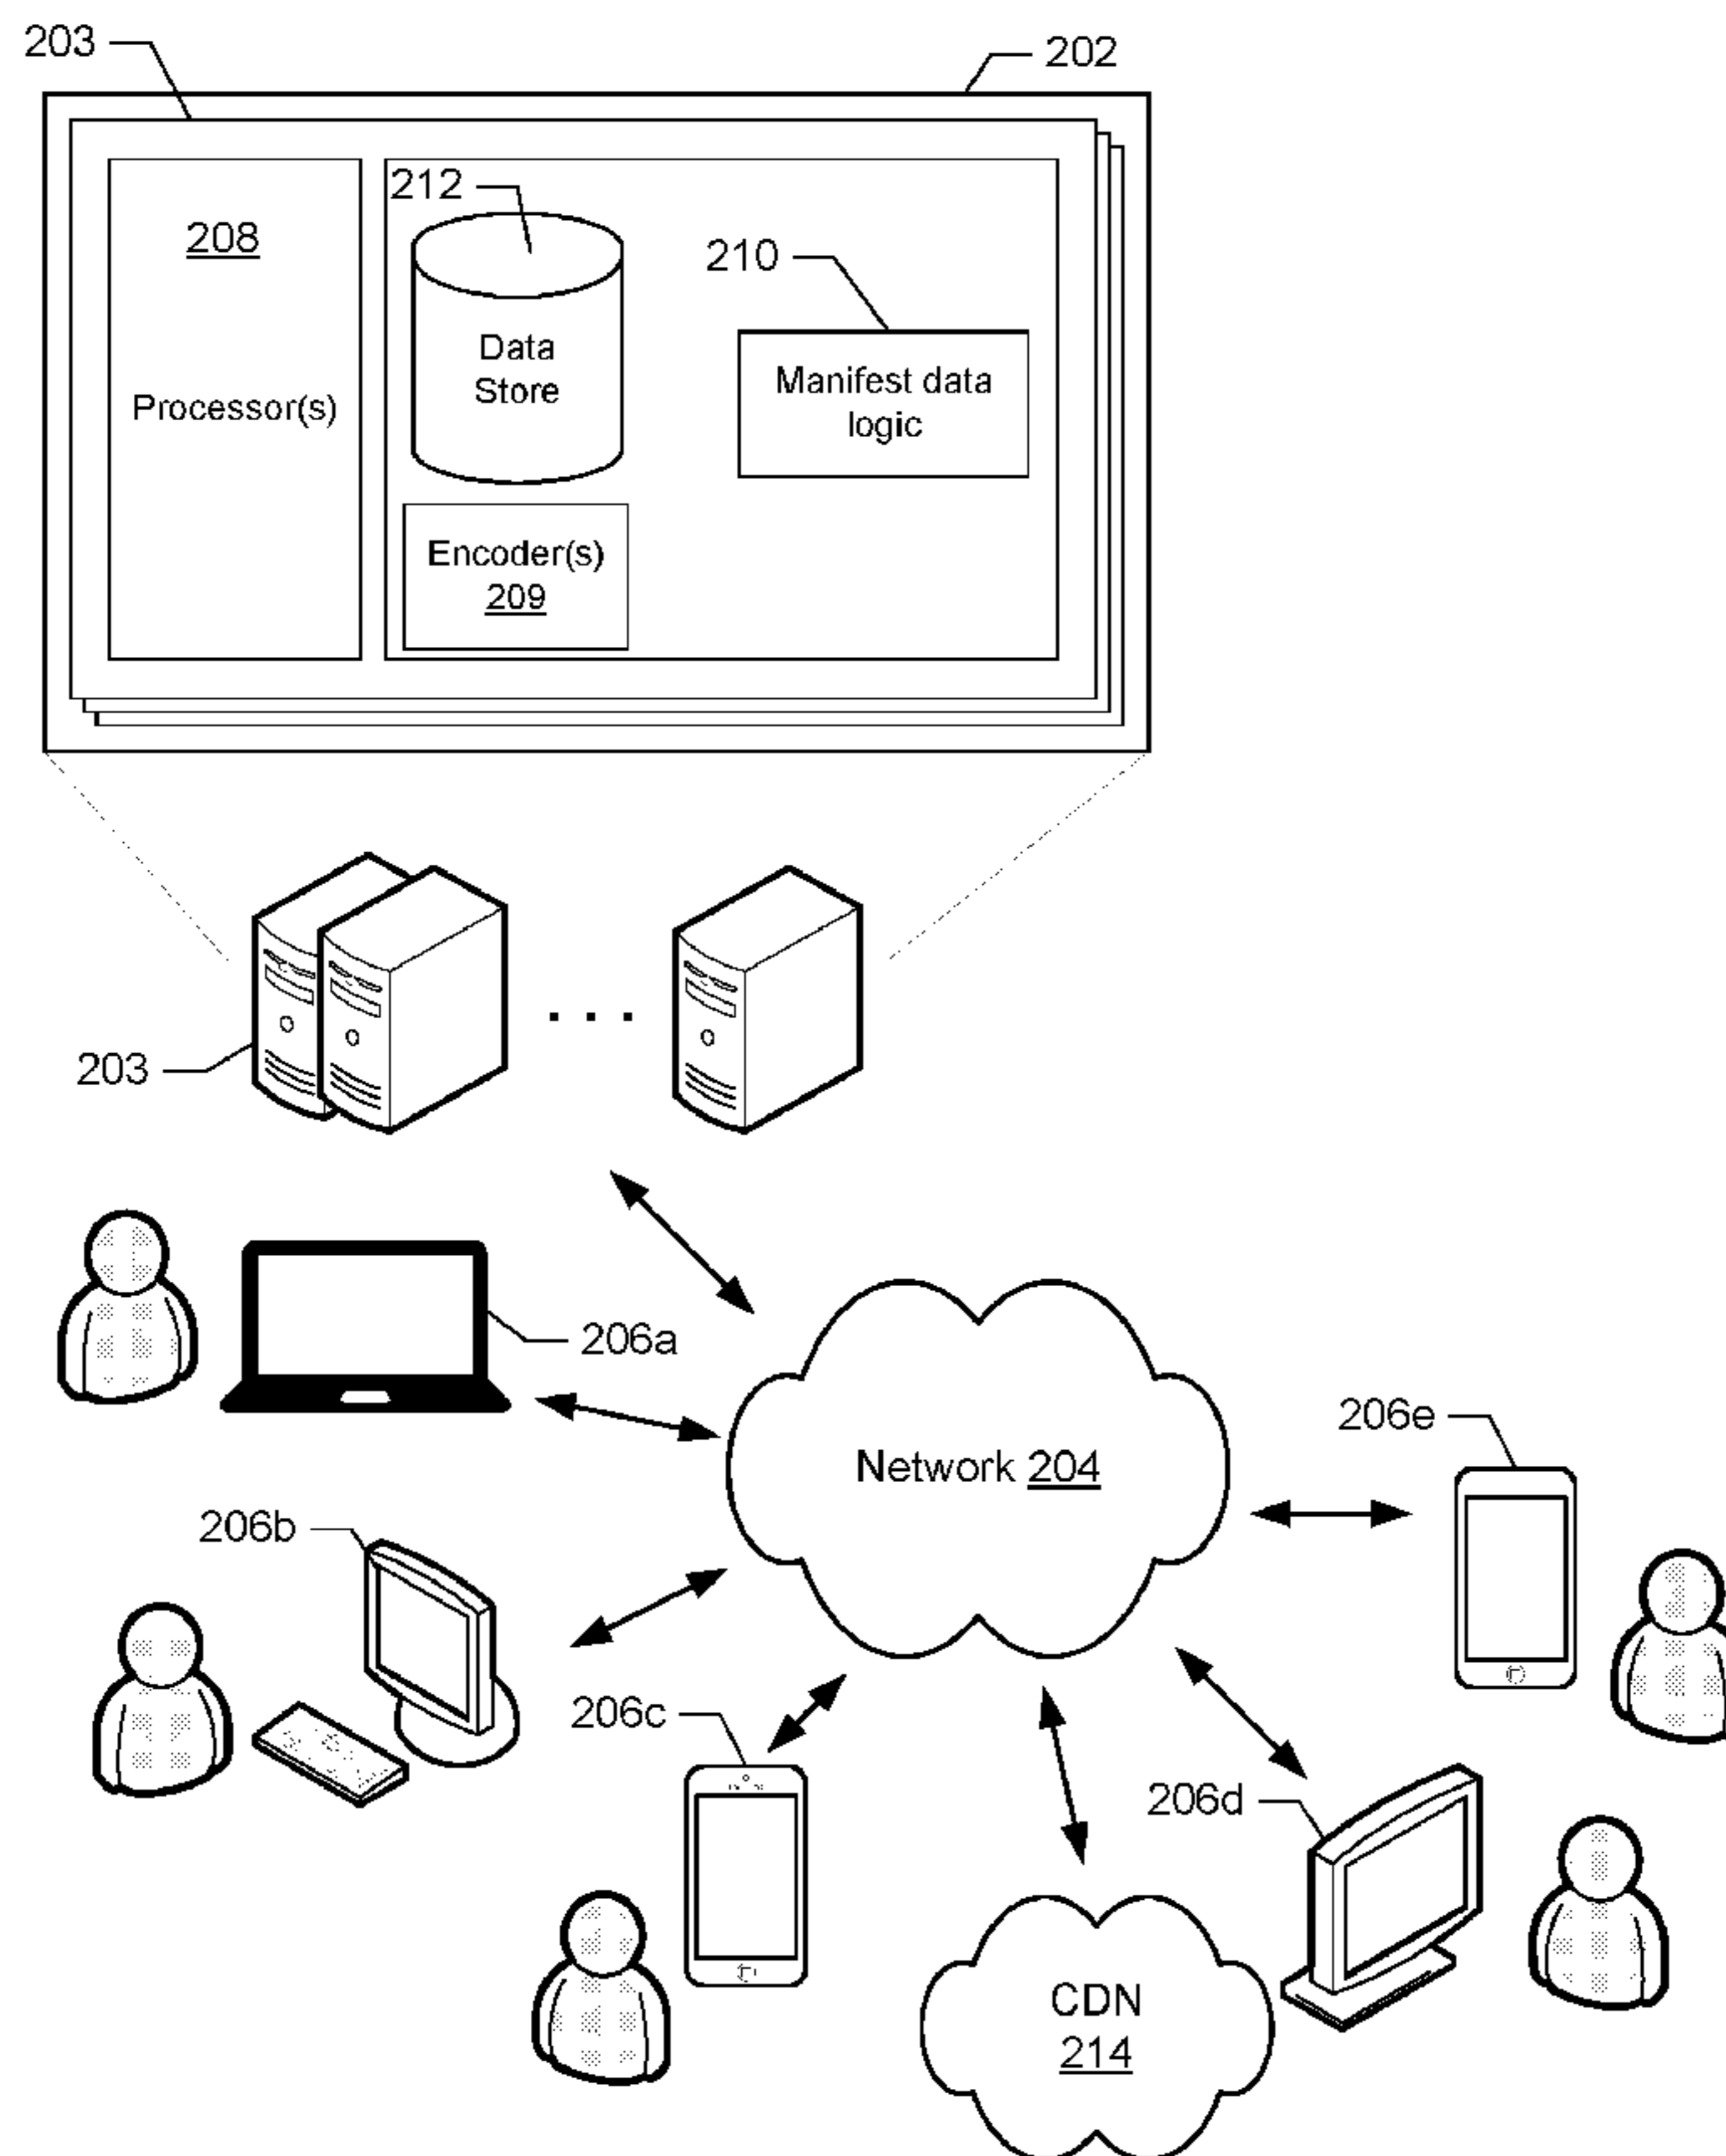 203
202
212
208
210
Data
Store
Manifest data
logic
Processor(s)
Encoder(s)
209
. . .
203
206a
206e
Network 204
206b
206c
206d
CDN
214